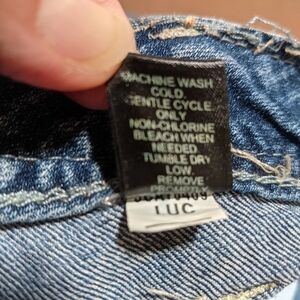 MACHINE WASH
COLD
GENTLE CYCLE
ONLY
NON-CHLORINE
BLEACH WHEN
NEEDED
TUMBLE DRY
LOW
REMOVE
PROMPTLY
LUC